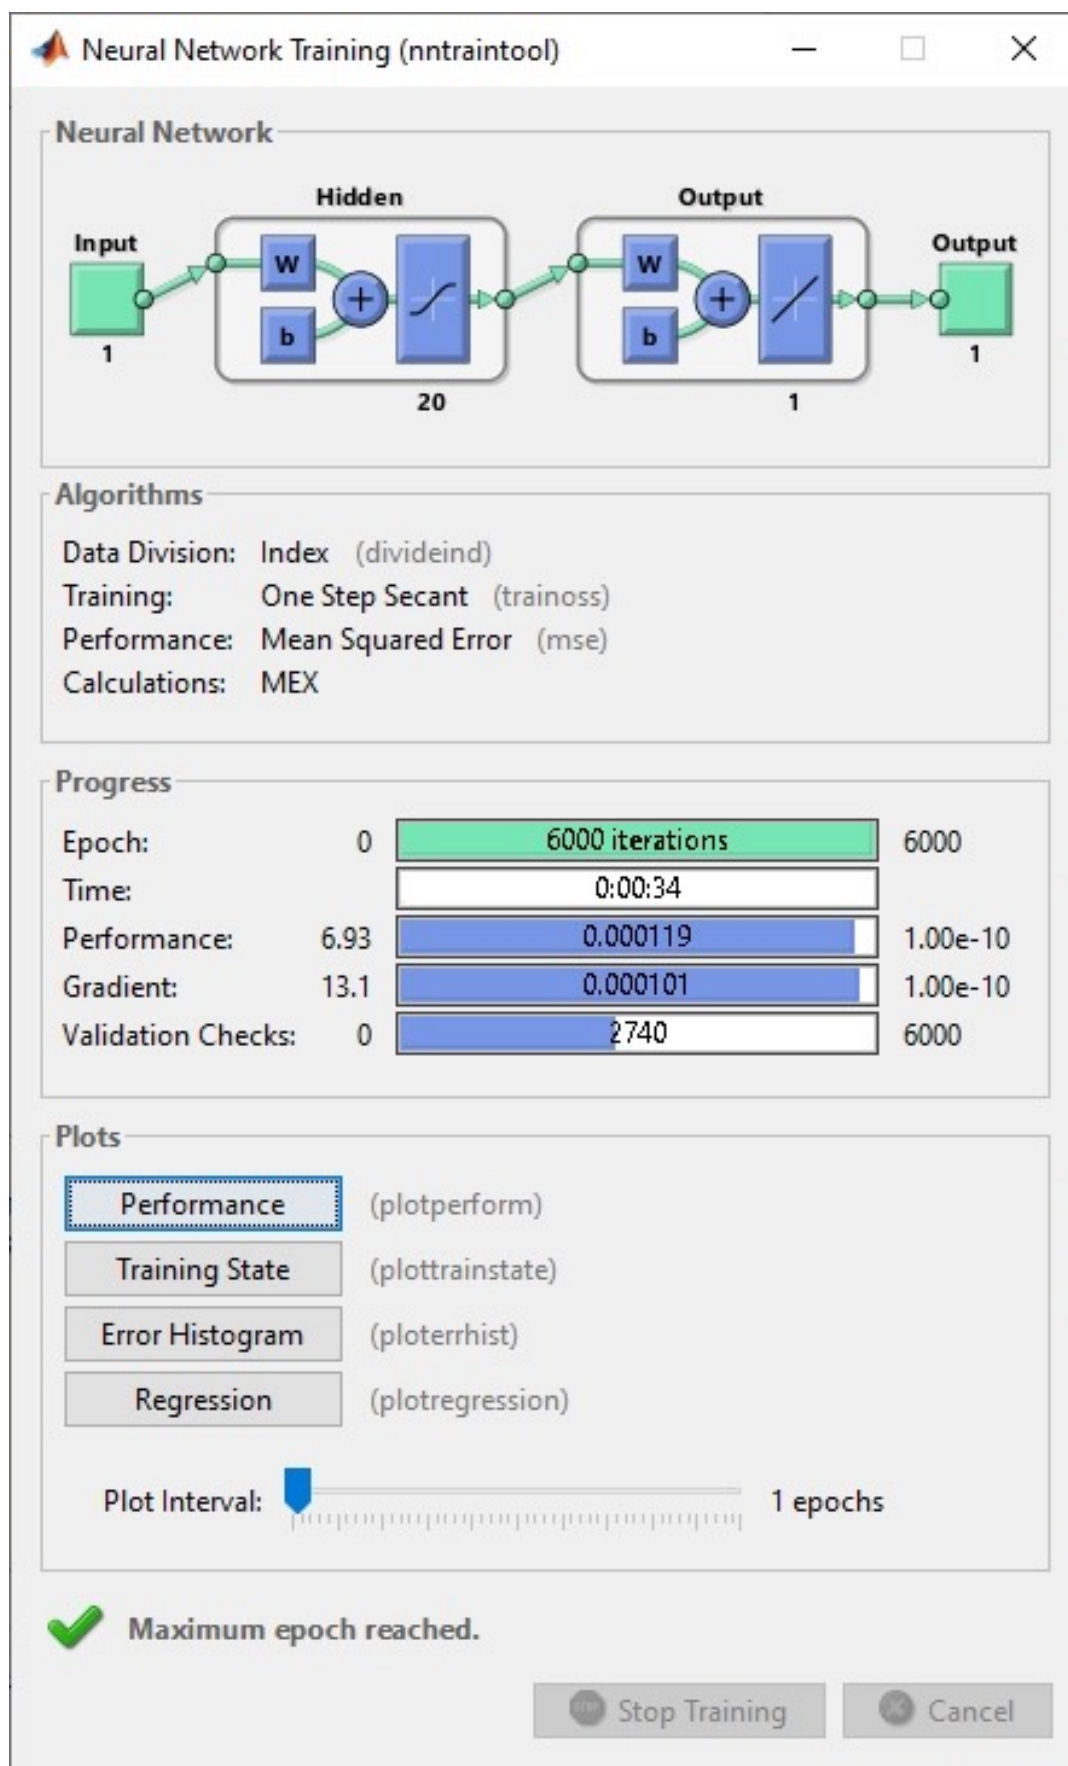 Neural Network Training (nntraintool)
Neural Network
Hidden
Output
Input
W
b
+
W
b
+
Output
1
20
1
1
Algorithms
Data Division: Index (divideind)
Training: One Step Secant (trainoss)
Performance: Mean Squared Error (mse)
Calculations: MEX
Progress
Epoch: 0 6000 iterations 6000
Time: 0:00:34
Performance: 6.93 0.000119 1.00e-10
Gradient: 13.1 0.000101 1.00e-10
Validation Checks: 0 2740 6000
Plots
Performance (plotperform)
Training State (plottrainstate)
Error Histogram (ploterrhist)
Regression (plotregression)
Plot Interval: 1 epochs
Maximum epoch reached.
Stop Training Cancel